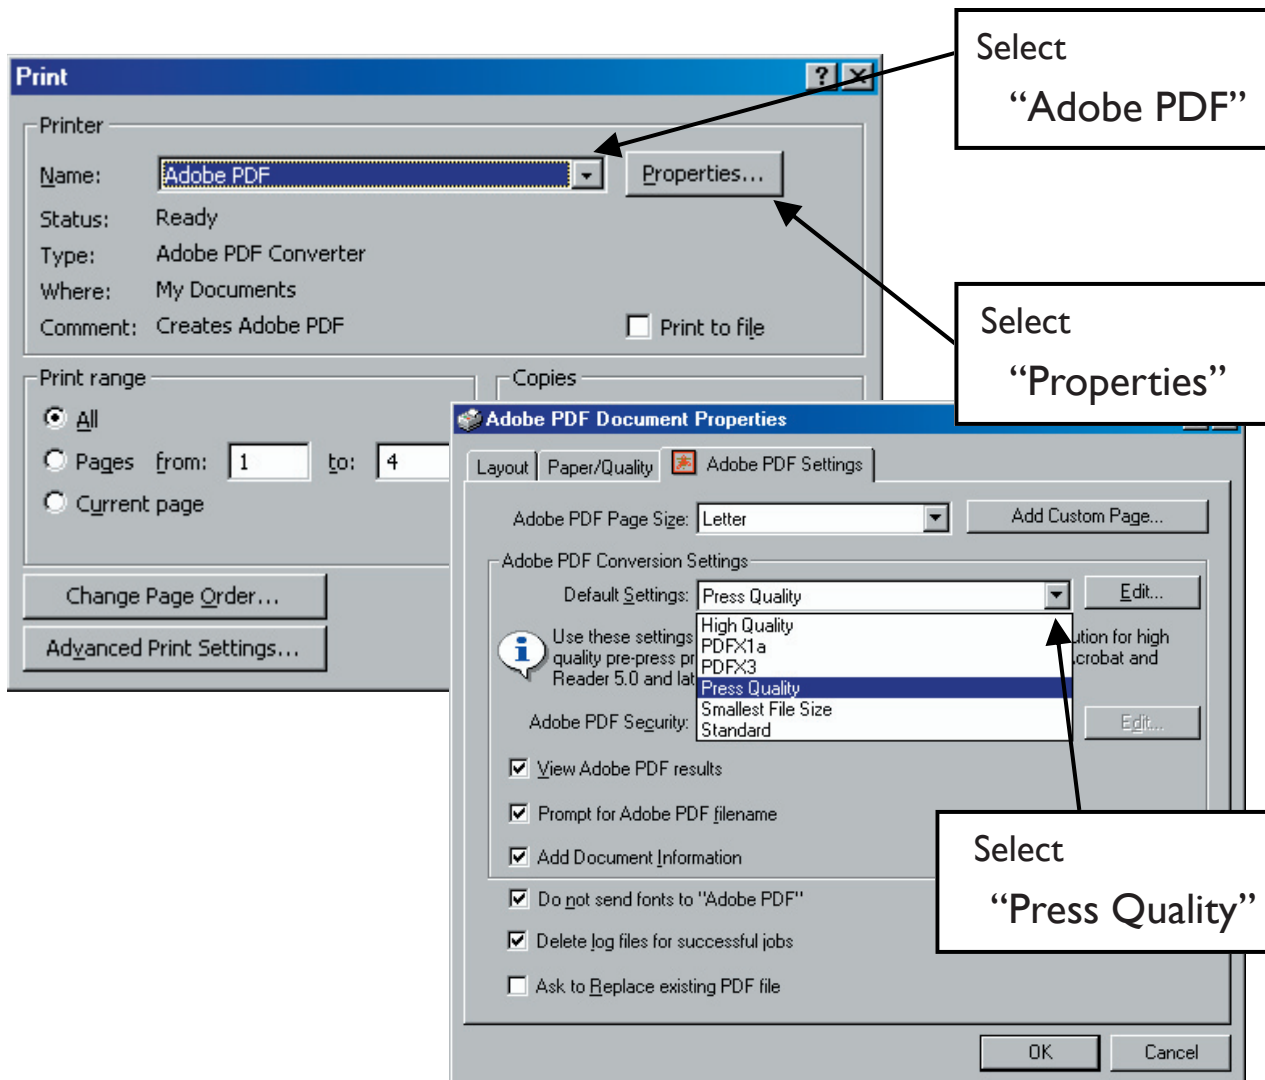 Select
“Adobe PDF”
Print
Printer
Name: Adobe PDF Properties...
Status: Ready
Type: Adobe PDF Converter
Where: My Documents
Comment: Creates Adobe PDF Print to file
Select
“Properties”
Print range Copies
All
Pages from: 1 to: 4
Current page
Change Page Order...
Advanced Print Settings...
Adobe PDF Document Properties
Layout Paper/Quality Adobe PDF Settings
Adobe PDF Page Size: Letter Add Custom Page...
Adobe PDF Conversion Settings
Default Settings: Press Quality Edit...
High Quality
PDFX1a
PDFX3
Press Quality
Smallest File Size
Standard
Use these settings for high
quality pre-press and
Reader 5.0 and
Adobe PDF Security: Edit...
View Adobe PDF results
Prompt for Adobe PDF filename
Add Document Information
Do not send fonts to "Adobe PDF"
Delete log files for successful jobs
Ask to Replace existing PDF file
Select
“Press Quality”
OK Cancel